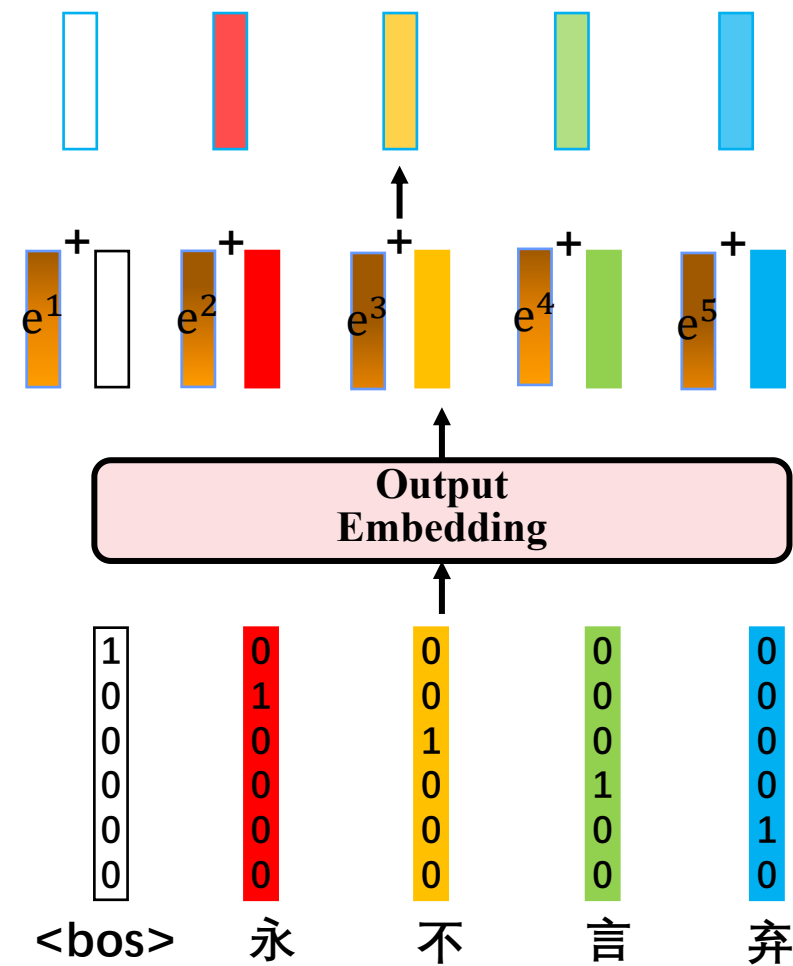 + + + + +
e¹ e² e³ e⁴ e⁵
Output
Embedding
1 0 0 0 0
0 1 0 0 0
0 0 1 0 0
0 0 0 1 0
0 0 0 0 1
0 0 0 0 0
<bos> 永 不 言 弃